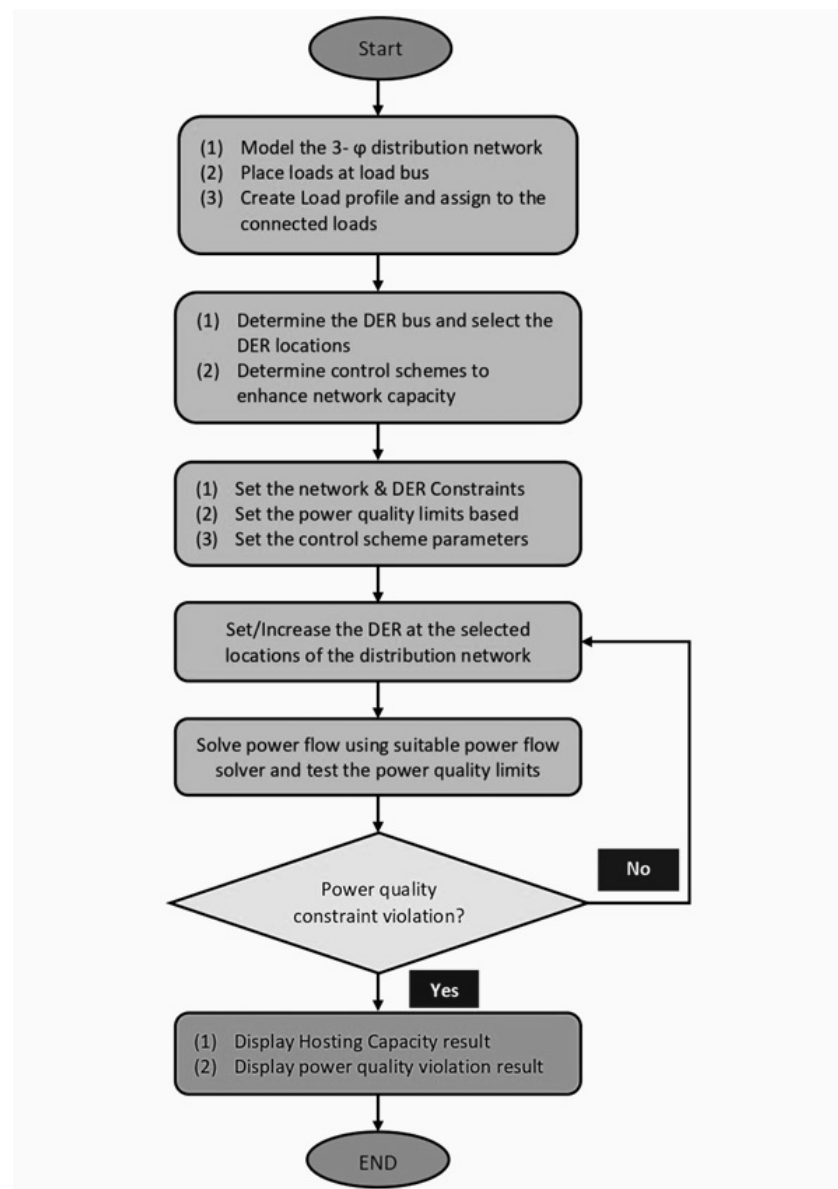 Start
(1) Model the 3- φ distribution network
(2) Place loads at load bus
(3) Create Load profile and assign to the
connected loads
(1) Determine the DER bus and select the
DER locations
(2) Determine control schemes to
enhance network capacity
(1) Set the network & DER Constraints
(2) Set the power quality limits based
(3) Set the control scheme parameters
Set/Increase the DER at the selected
locations of the distribution network
Solve power flow using suitable power flow
solver and test the power quality limits
Power quality
constraint violation?
No
Yes
(1) Display Hosting Capacity result
(2) Display power quality violation result
END